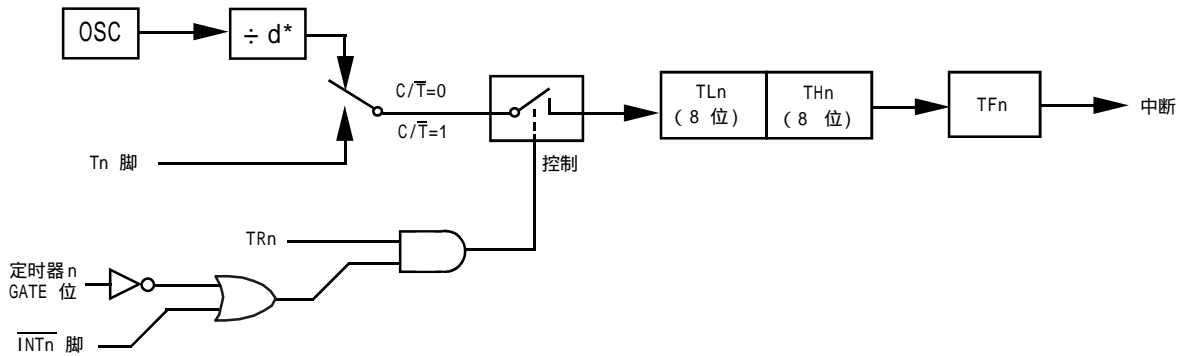 OSC
÷ d*
C/T̅=0
C/T̅=1
Tn 脚
控制
TLn
(8 位)
THn
(8 位)
TFn
中断
TRn
定时器n
GATE 位
I̅N̅T̅n̅ 脚